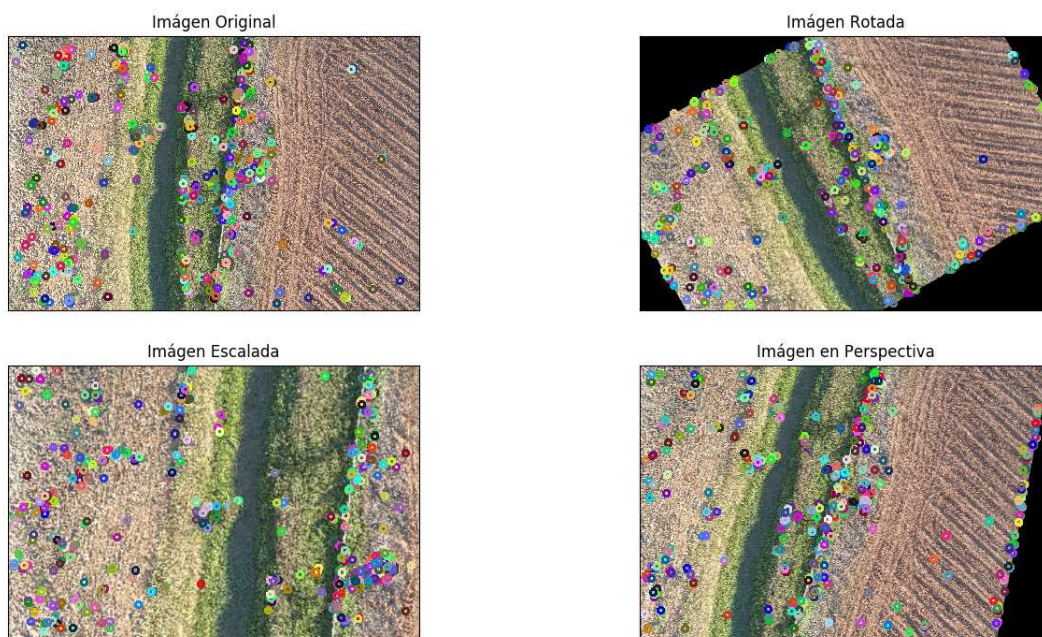 Imágen Original
Imágen Rotada
Imágen Escalada
Imágen en Perspectiva